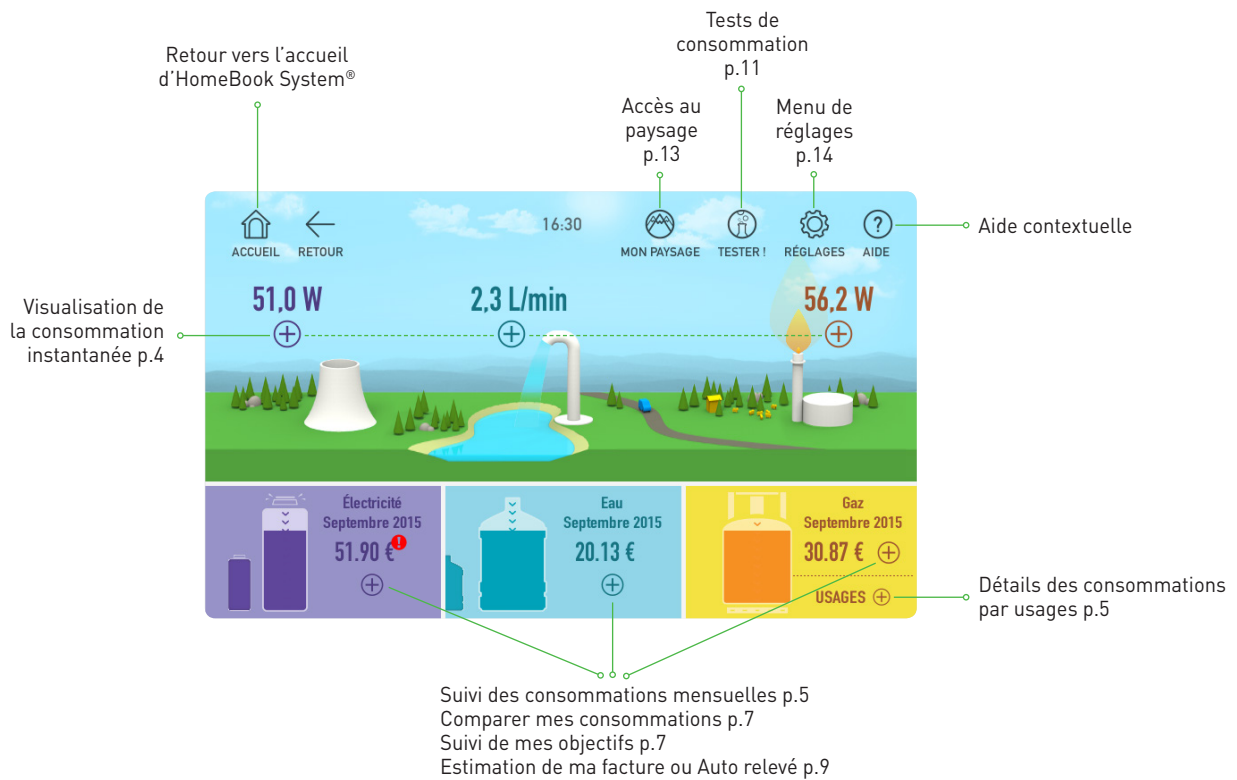 Tests de
consommation
p.11
Retour vers l'accueil
d'HomeBook System®
Accès au
paysage
p.13
Menu de
réglages
p.14
16:30
ACCUEIL
RETOUR
MON PAYSAGE
TESTER !
RÉGLAGES
AIDE
Aide contextuelle
Visualisation de
la consommation
instantanée p.4
51,0 W
2,3 L/min
56,2 W
Électricité
Septembre 2015
51.90 €
Eau
Septembre 2015
20.13 €
Gaz
Septembre 2015
30.87 €
USAGES
Détails des consommations
par usages p.5
Suivi des consommations mensuelles p.5
Comparer mes consommations p.7
Suivi de mes objectifs p.7
Estimation de ma facture ou Auto relevé p.9